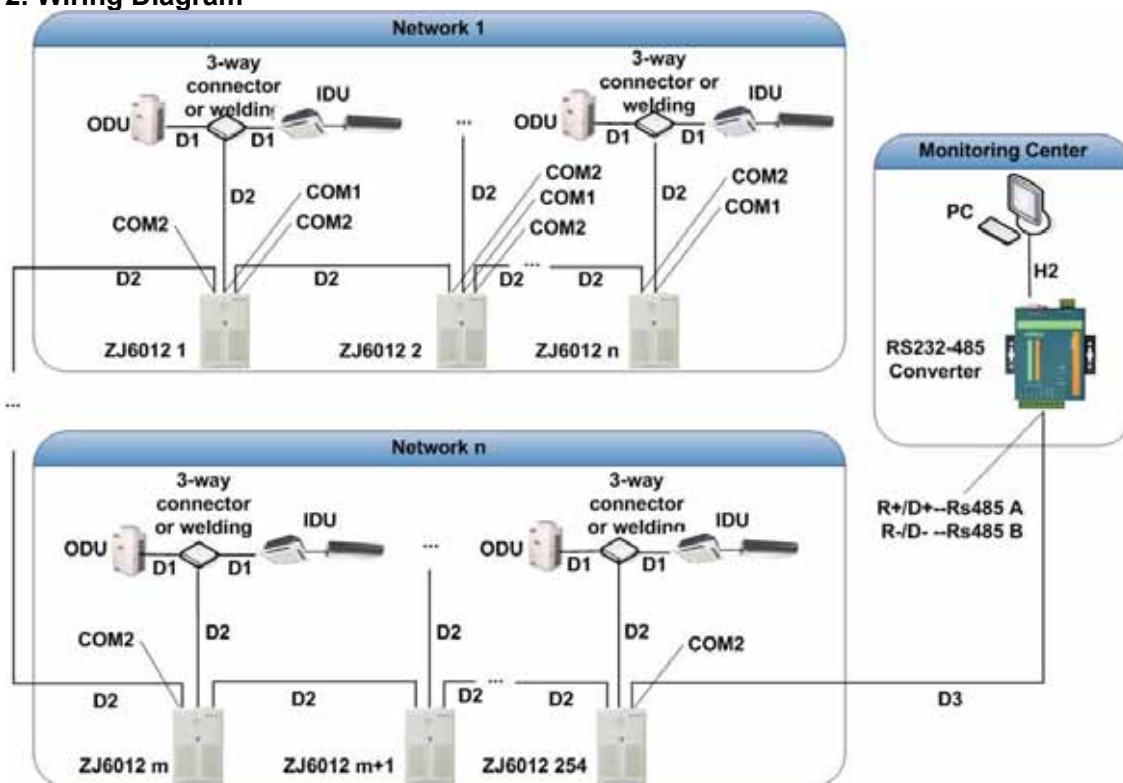 2. Wiring Diagram
Network 1
3-way
connector
or welding
IDU
ODU
D1
D1
D2
COM2
COM1
COM2
D2
ZJ6012 1
...
D2
COM2
COM1
COM2
D2
D2
...
D2
ZJ6012 2
3-way
connector or
welding
IDU
ODU
D1
D1
D2
COM2
COM1
ZJ6012 n
...
Monitoring Center
PC
H2
RS232-485
Converter
R+/D+--Rs485 A
R-/D- --Rs485 B
Network n
3-way
connector
or welding
IDU
ODU
D1
D1
D2
COM2
D2
D2
ZJ6012 m
...
D2
D2
...
D2
ZJ6012 m+1
3-way
connector
or welding
IDU
ODU
D1
D1
D2
COM2
ZJ6012 254
D3